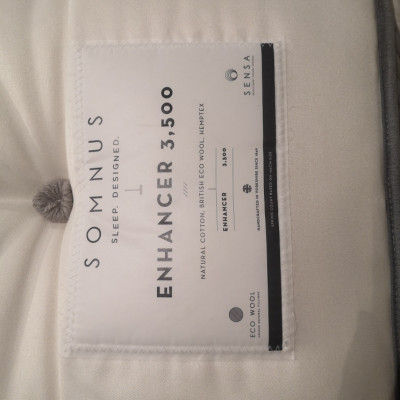 SOMNUS
SLEEP. DESIGNED.
ENHANCER 3,500
NATURAL COTTON, BRITISH ECO WOOL, HEMPTEX
ENHANCER 3,500
HANDCRAFTED IN YORKSHIRE SINCE 1840
ECO WOOL
SENSA